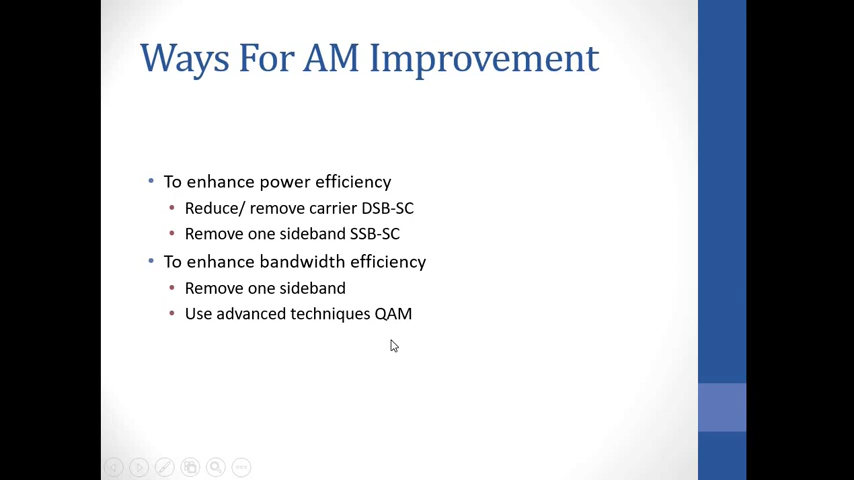 Ways For AM Improvement
• To enhance power efficiency
• Reduce/ remove carrier DSB-SC
• Remove one sideband SSB-SC
• To enhance bandwidth efficiency
• Remove one sideband
• Use advanced techniques QAM